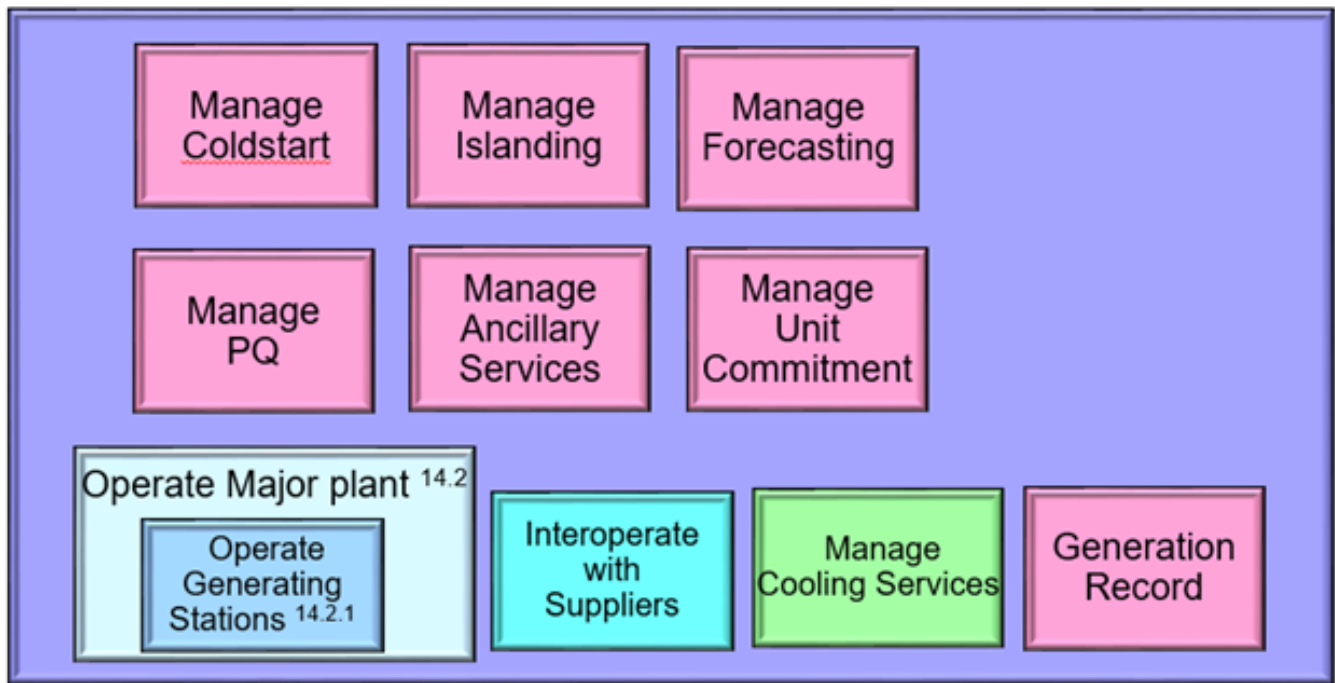 Manage
Coldstart
Manage
Islanding
Manage
Forecasting
Manage
PQ
Manage
Ancillary
Services
Manage
Unit
Commitment
Operate Major plant 14.2
Operate
Generating
Stations 14.2.1
Interoperate
with
Suppliers
Manage
Cooling Services
Generation
Record